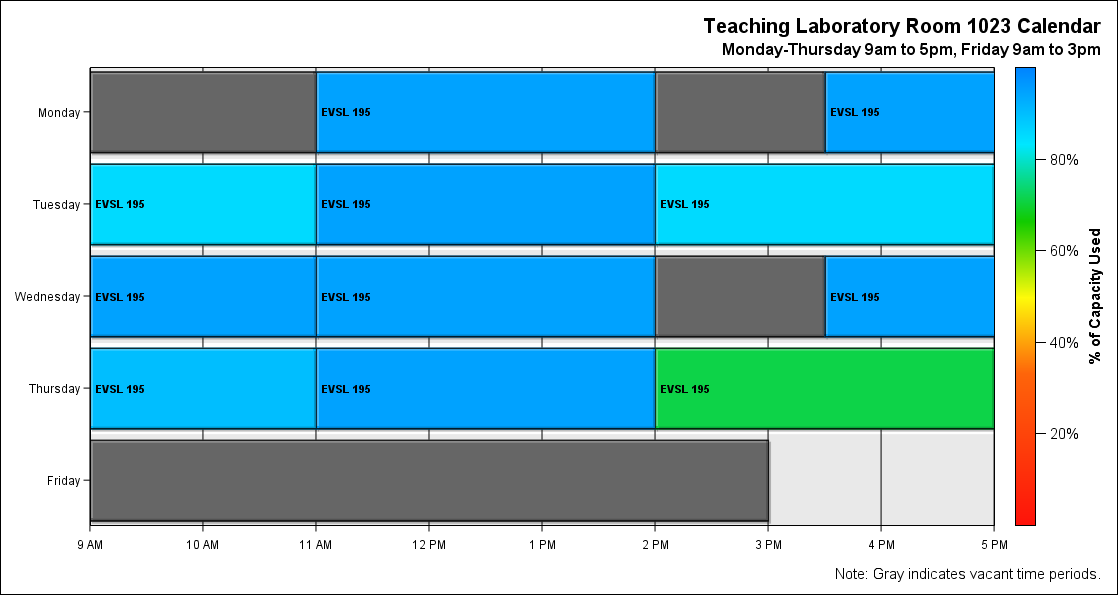 Teaching Laboratory Room 1023 Calendar
Monday-Thursday 9am to 5pm, Friday 9am to 3pm
Monday
EVSL 195
EVSL 195
Tuesday
EVSL 195
EVSL 195
EVSL 195
Wednesday
EVSL 195
EVSL 195
EVSL 195
Thursday
EVSL 195
EVSL 195
EVSL 195
Friday
9 AM
10 AM
11 AM
12 PM
1 PM
2 PM
3 PM
4 PM
5 PM
80%
60%
40%
20%
% of Capacity Used
Note: Gray indicates vacant time periods.